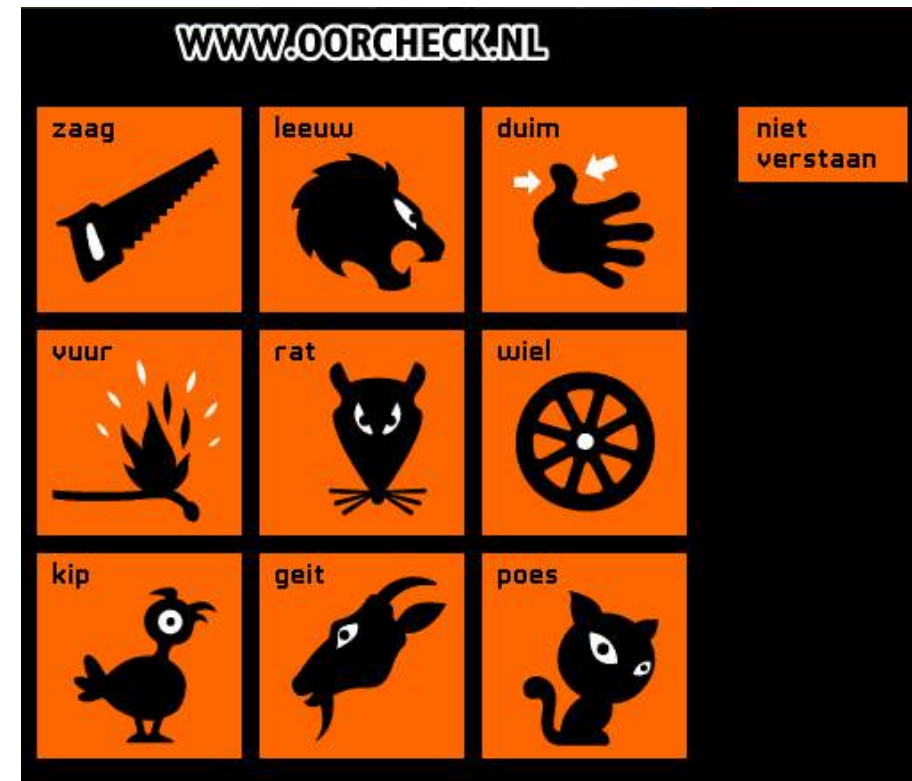 WWW.OORCHECK.NL
zaag
leeuw
duim
niet
verstaan
vuur
rat
wiel
kip
geit
poes